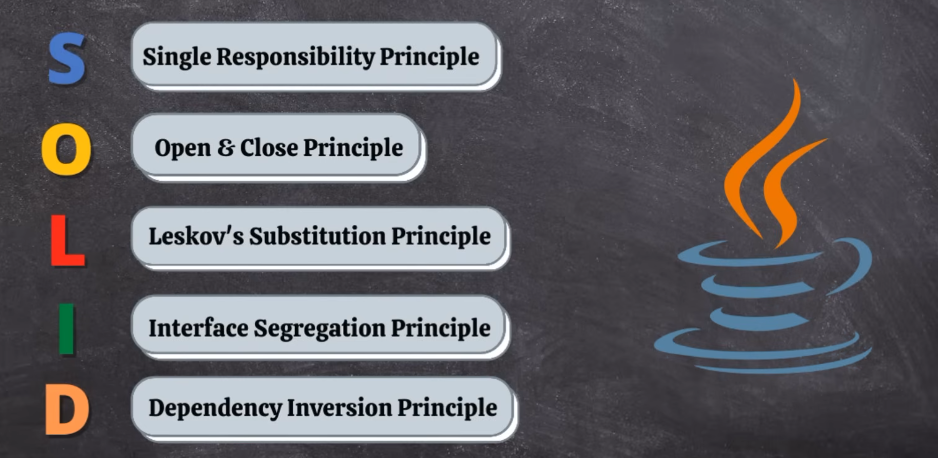 S Single Responsibility Principle
O Open & Close Principle
L Leskov's Substitution Principle
I Interface Segregation Principle
D Dependency Inversion Principle